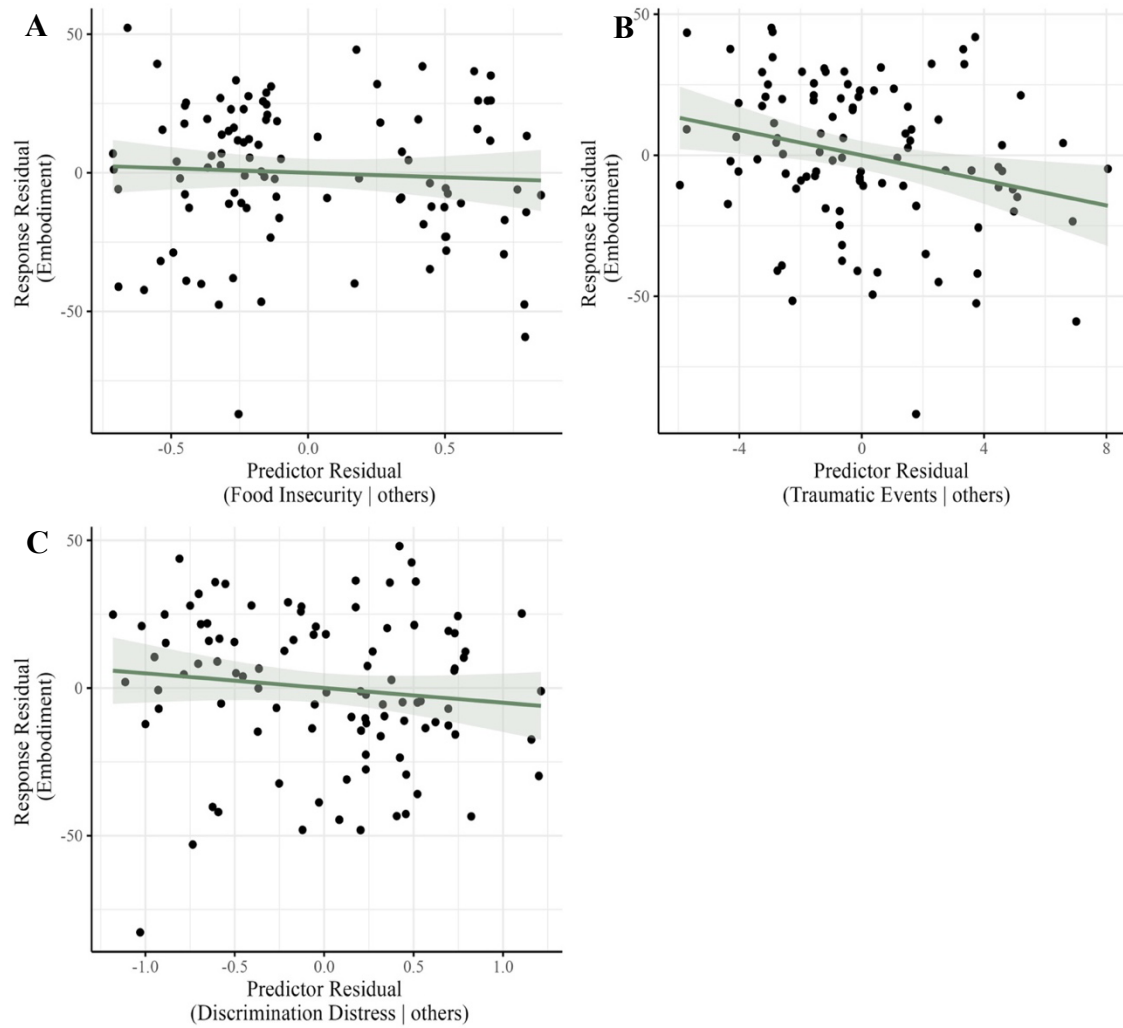 A
50
0
-50
Response Residual
(Embodiment)
-0.5
0.0
0.5
Predictor Residual
(Food Insecurity | others)
B
50
0
-50
Response Residual
(Embodiment)
-4
0
4
8
Predictor Residual
(Traumatic Events | others)
C
50
0
-50
Response Residual
(Embodiment)
-1.0
-0.5
0.0
0.5
1.0
Predictor Residual
(Discrimination Distress | others)